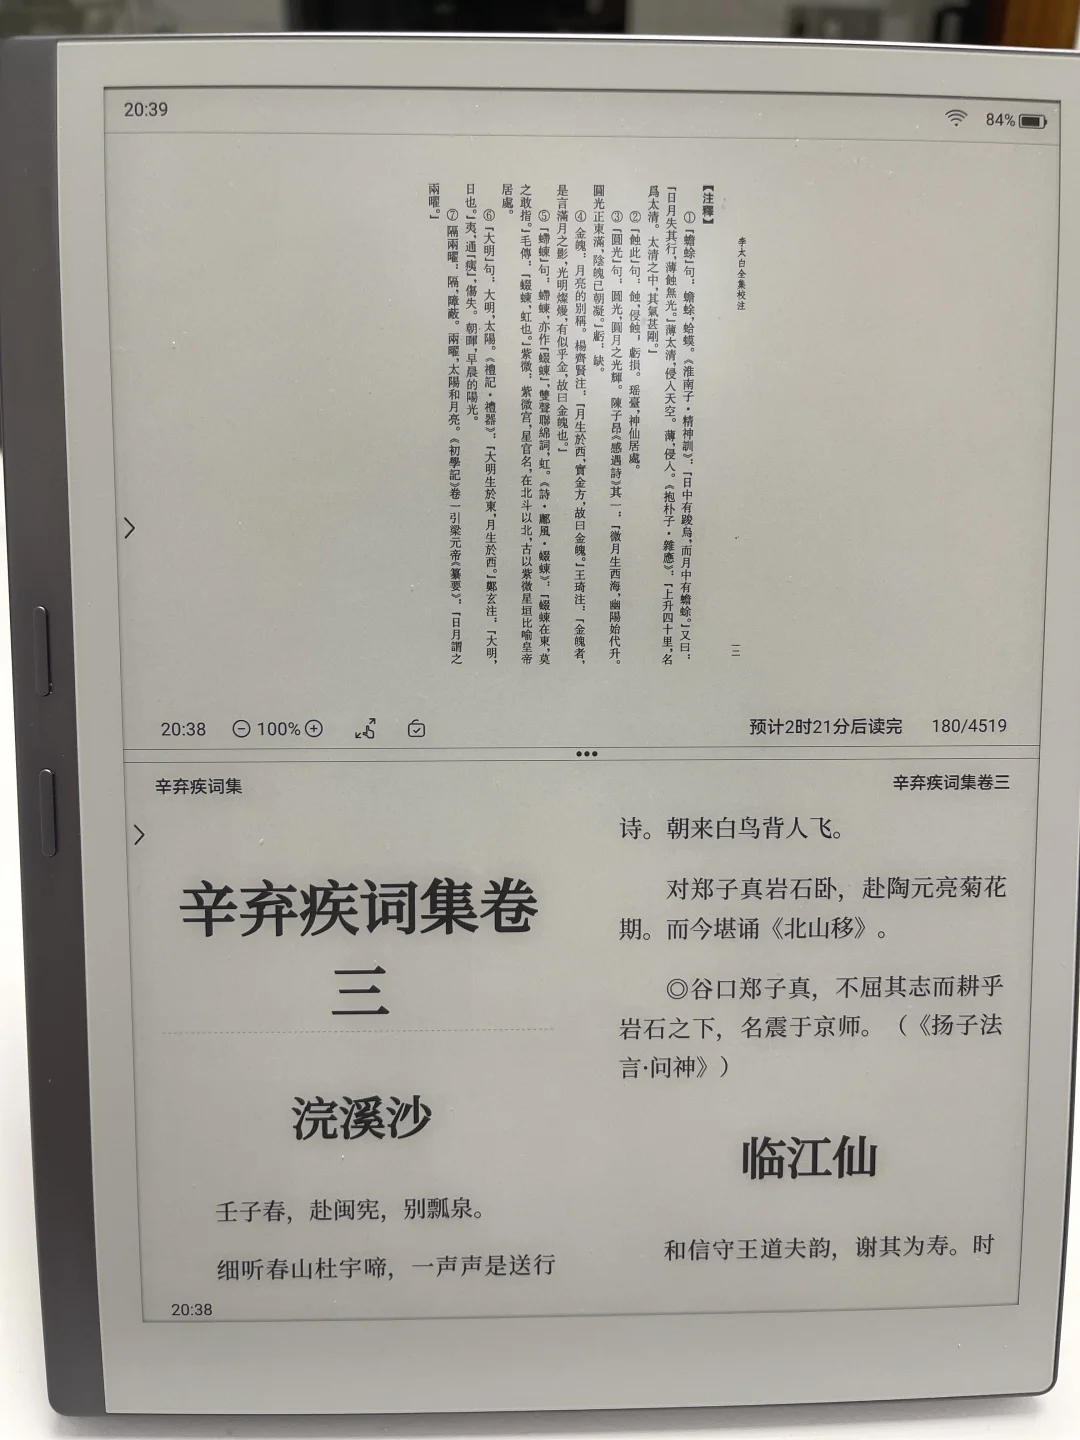 20:39
84%
李太白全集校注
一二
【注釋】
①「蟾蜍」句：蟾蜍，蛤蟆。《淮南子·精神訓》：「日中有踆烏，而月中有蟾蜍。」又曰：
「日月失其行，薄蝕無光。」薄太清，侵入天空。薄，侵入。《抱朴子·雜應》：「上升四十里，名
爲太清。太清之中，其氣甚剛。」
②「蝕此」句：蝕，侵蝕，虧損。瑶臺，神仙居處。
③「圓光」句：圓光，圓月之光輝。陳子昂《感遇詩》其一：「微月生西海，幽陽始代升。
圓光正東滿，陰魄已朝凝。」虧：缺。
④金魄：月亮的别稱。楊齊賢注：「月生於西，實金方，故曰金魄。」王琦注：「金魄者，
是言滿月之影，光明燦爛，有似乎金，故曰金魄也。」
⑤「螮蝀」句：螮蝀，亦作「蝃蝀」，雙聲聯綿詞，虹。《詩·鄘風·蝃蝀》：「蝃蝀在東，莫
之敢指。」毛傳：「蝃蝀，虹也。」紫微：紫微宫，星官名，在北斗以北，古以紫微星垣比喻皇帝
居處。
⑥「大明」句：大明，太陽。《禮記·禮器》：「大明生於東，月生於西。」鄭玄注：「大明，
日也。」夷，通「痍」，傷失。朝暉，早晨的陽光。
⑦隔兩曜：隔，障蔽。兩曜，太陽和月亮。《初學記》卷一引梁元帝《纂要》：「日月謂之
兩曜。」
20:38 100% 预计2时21分后读完 180/4519
辛弃疾词集
辛弃疾词集卷三
辛弃疾词集卷
三
浣溪沙
壬子春，赴闽宪，别瓢泉。
细听春山杜宇啼，一声声是送行
诗。朝来白鸟背人飞。
对郑子真岩石卧，赴陶元亮菊花
期。而今堪诵《北山移》。
◎谷口郑子真，不屈其志而耕乎
岩石之下，名震于京师。（《扬子法
言·问神》）
临江仙
和信守王道夫韵，谢其为寿。时
20:38